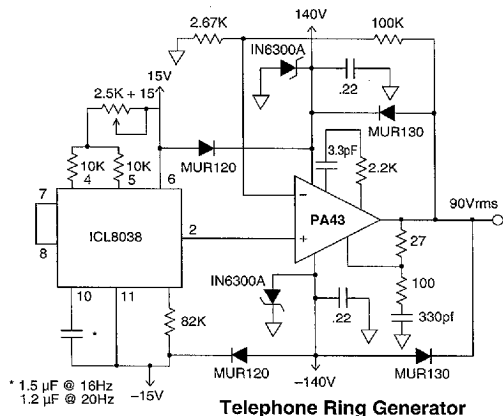 2.67K
140V
100K
IN6300A
.22
15V
2.5K + 15
MUR130
3.3pF
2.2K
10K
10K
4
5
6
MUR120
7
8
ICL8038
2
PA43
−
+
90Vrms
27
100
330pf
IN6300A
.22
10
11
82K
*
MUR120
MUR130
−15V
−140V
* 1.5 µF @ 16Hz
1.2 µF @ 20Hz
Telephone Ring Generator